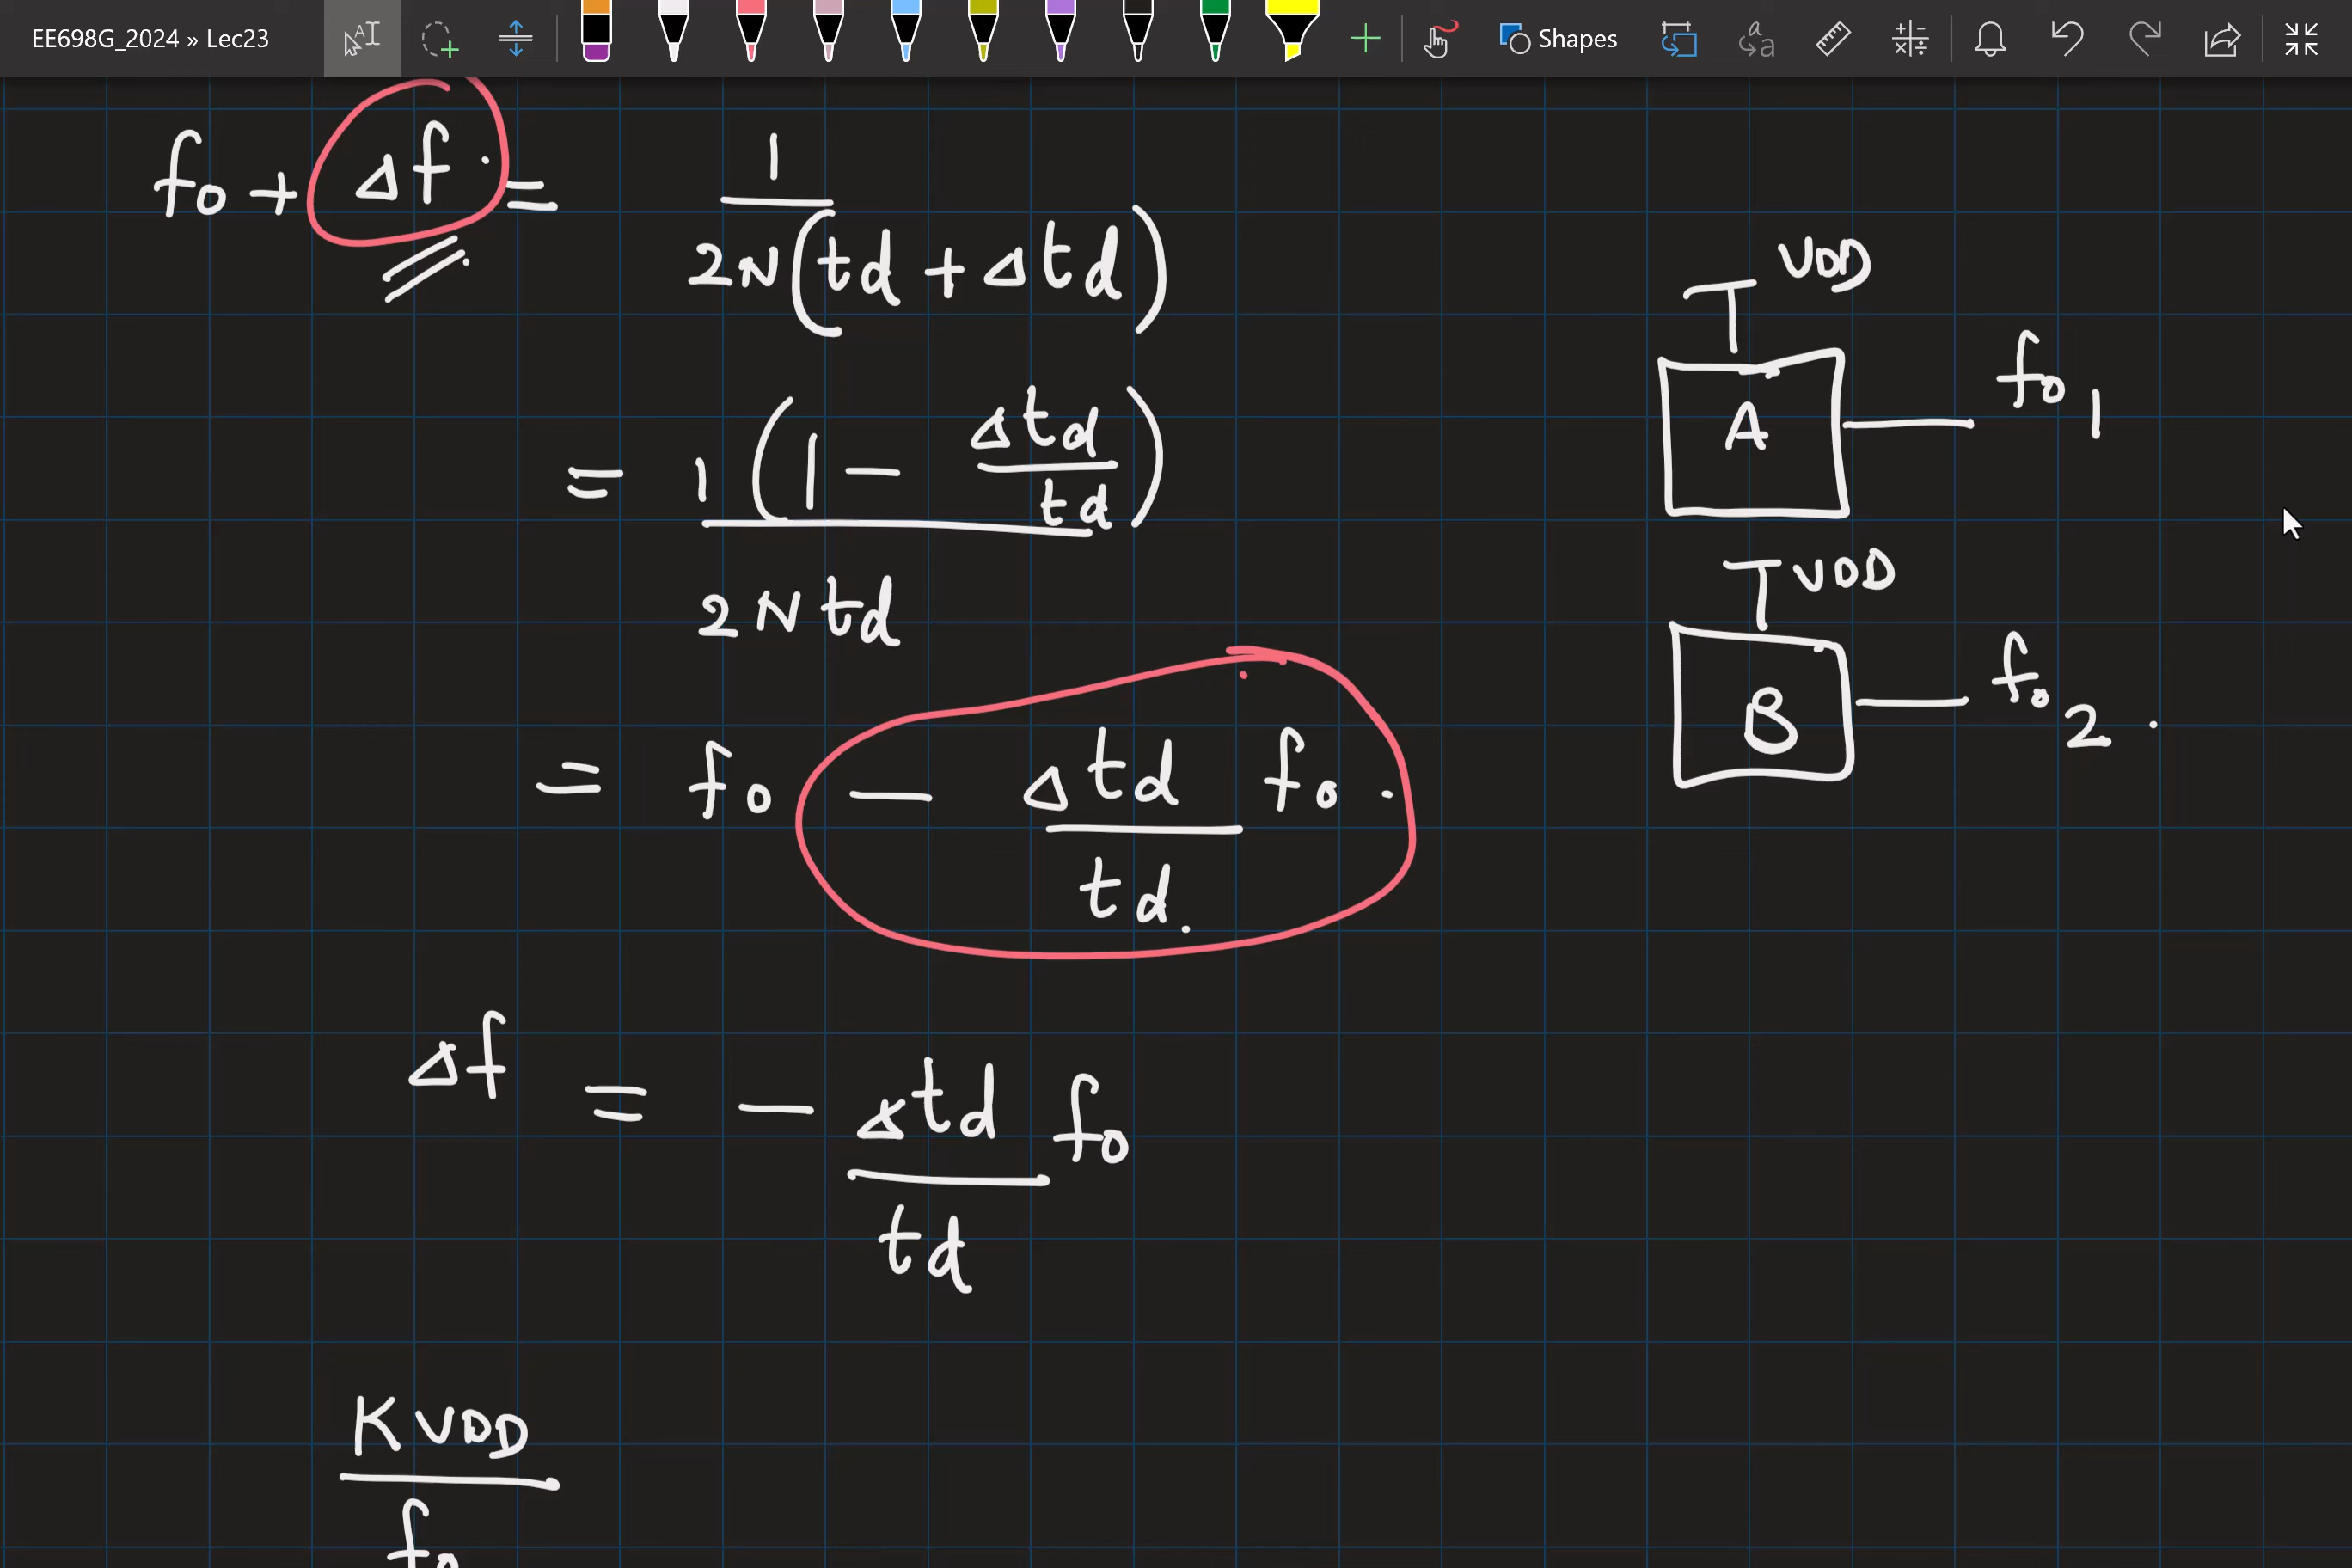 EE698G_2024 » Lec23
Shapes
f₀ + Δf = 1 / 2N(td + Δtd)
= 1 (1 − Δtd / td) / 2Ntd
= f₀ − Δtd / td f₀.
Δf = − Δtd / td f₀
KVDD / f₀
VDD
A
f₀1
VDD
B
f₀2.